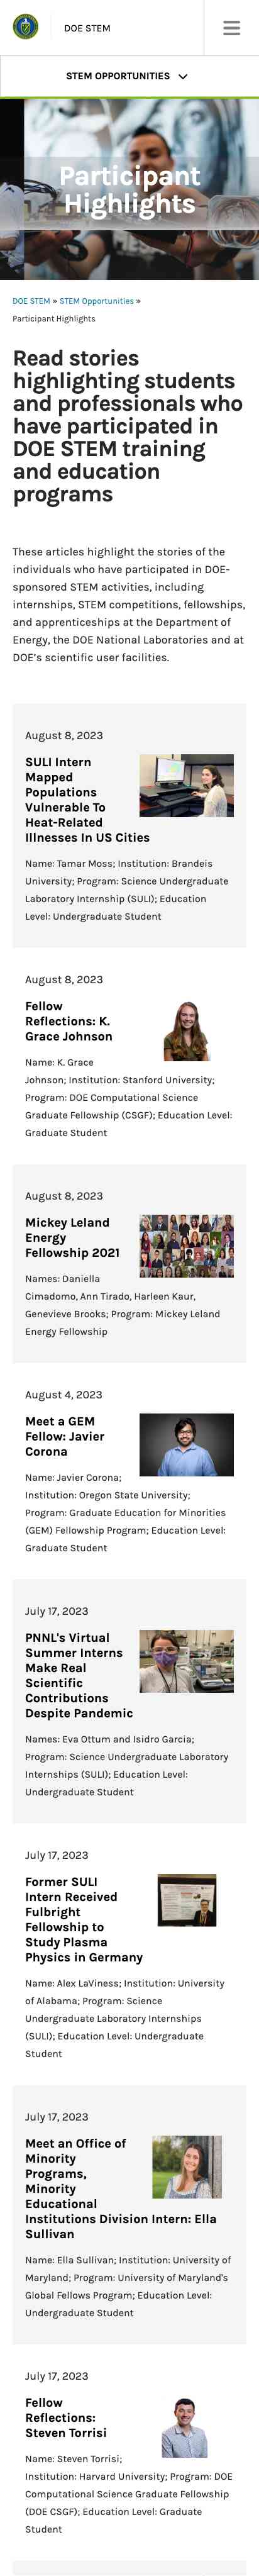 DOE STEM
STEM OPPORTUNITIES
Participant
Highlights
DOE STEM » STEM Opportunities »
Participant Highlights
Read stories
highlighting students
and professionals who
have participated in
DOE STEM training
and education
programs
These articles highlight the stories of the
individuals who have participated in DOE-
sponsored STEM activities, including
internships, STEM competitions, fellowships,
and apprenticeships at the Department of
Energy, the DOE National Laboratories and at
DOE’s scientific user facilities.
August 8, 2023
SULI Intern
Mapped
Populations
Vulnerable To
Heat-Related
Illnesses In US Cities
Name: Tamar Moss; Institution: Brandeis
University; Program: Science Undergraduate
Laboratory Internship (SULI); Education
Level: Undergraduate Student
August 8, 2023
Fellow
Reflections: K.
Grace Johnson
Name: K. Grace
Johnson; Institution: Stanford University;
Program: DOE Computational Science
Graduate Fellowship (CSGF); Education Level:
Graduate Student
August 8, 2023
Mickey Leland
Energy
Fellowship 2021
Names: Daniella
Cimadomo, Ann Tirado, Harleen Kaur,
Genevieve Brooks; Program: Mickey Leland
Energy Fellowship
August 4, 2023
Meet a GEM
Fellow: Javier
Corona
Name: Javier Corona;
Institution: Oregon State University;
Program: Graduate Education for Minorities
(GEM) Fellowship Program; Education Level:
Graduate Student
July 17, 2023
PNNL's Virtual
Summer Interns
Make Real
Scientific
Contributions
Despite Pandemic
Names: Eva Ottum and Isidro Garcia;
Program: Science Undergraduate Laboratory
Internships (SULI); Education Level:
Undergraduate Student
July 17, 2023
Former SULI
Intern Received
Fulbright
Fellowship to
Study Plasma
Physics in Germany
Name: Alex LaViness; Institution: University
of Alabama; Program: Science
Undergraduate Laboratory Internships
(SULI); Education Level: Undergraduate
Student
July 17, 2023
Meet an Office of
Minority
Programs,
Minority
Educational
Institutions Division Intern: Ella
Sullivan
Name: Ella Sullivan; Institution: University of
Maryland; Program: University of Maryland's
Global Fellows Program; Education Level:
Undergraduate Student
July 17, 2023
Fellow
Reflections:
Steven Torrisi
Name: Steven Torrisi;
Institution: Harvard University; Program: DOE
Computational Science Graduate Fellowship
(DOE CSGF); Education Level: Graduate
Student